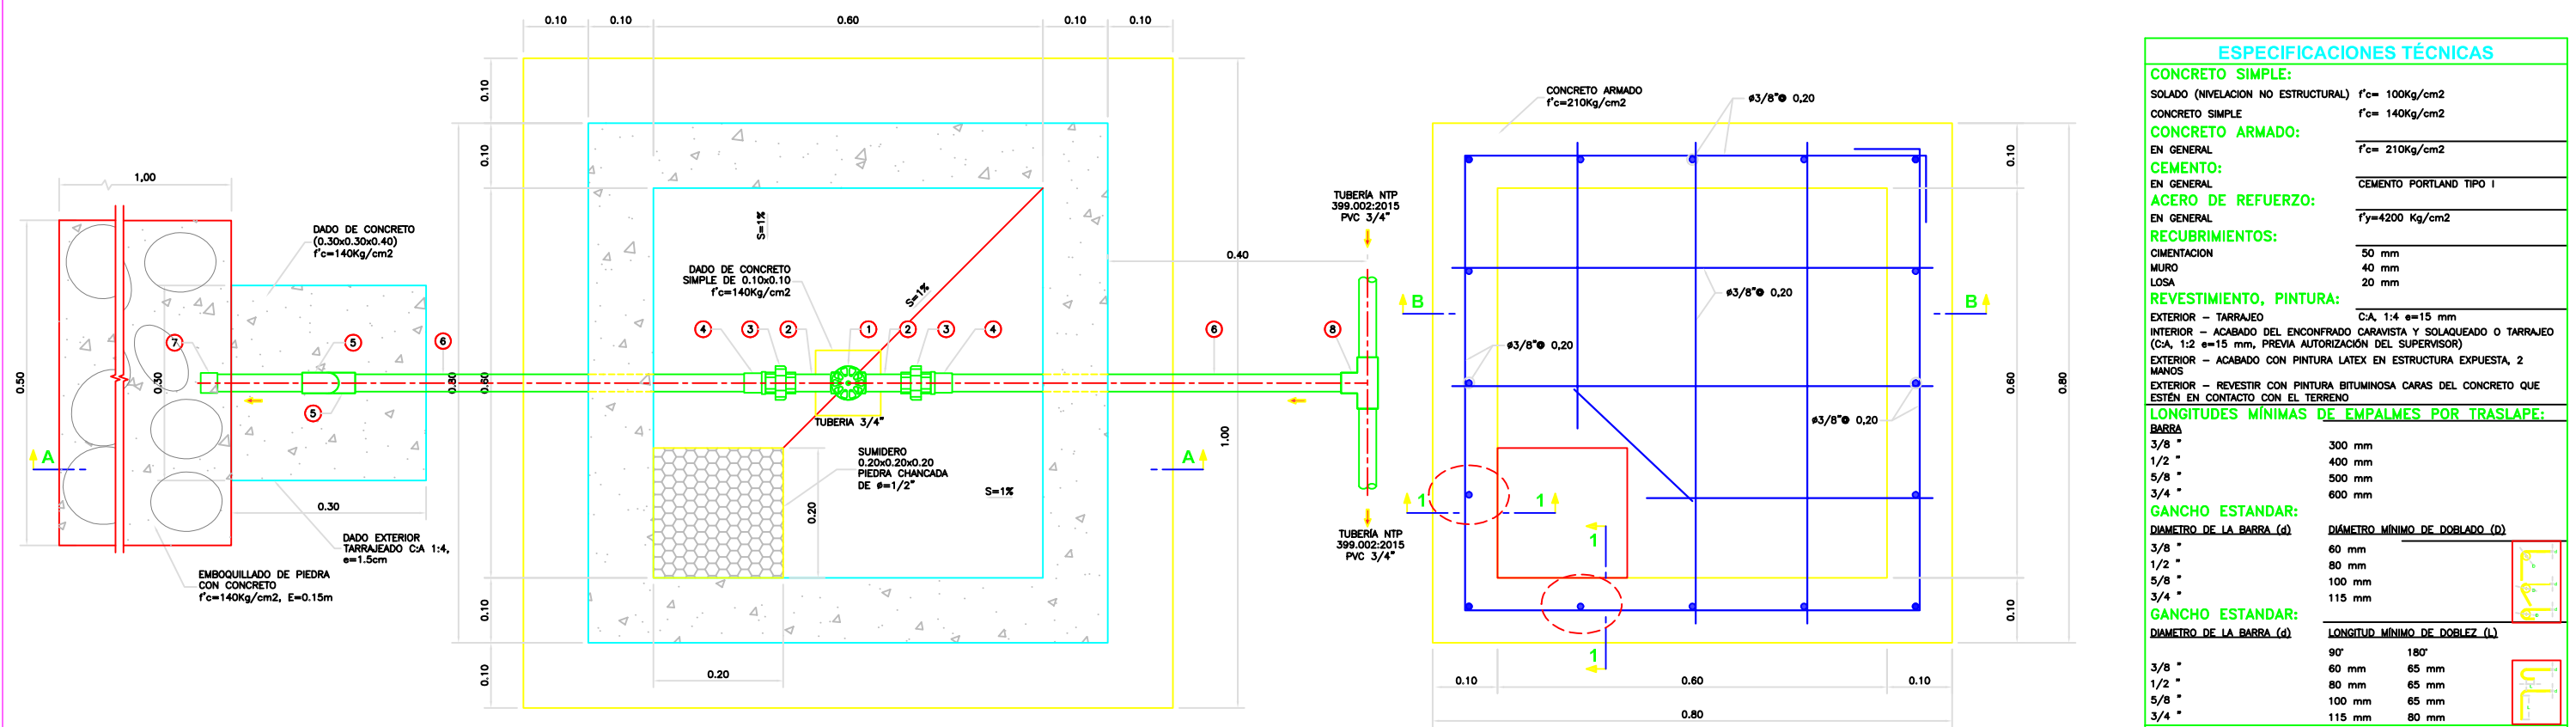 0.10
0.10
0.60
0.10
0.10
0.10
0.10
0.80
0.60
0.10
0.10
1,00
0.50
0.30
DADO DE CONCRETO
(0.30x0.30x0.40)
f'c=140Kg/cm2
7
5
6
5
A
0.30
DADO EXTERIOR
TARRAJEADO C:A 1:4,
e=1.5cm
EMBOQUILLADO DE PIEDRA
CON CONCRETO
f'c=140Kg/cm2, E=0.15m
S=1%
DADO DE CONCRETO
SIMPLE DE 0.10x0.10
f'c=140Kg/cm2
S=1%
4
3
2
1
2
3
4
TUBERIA 3/4"
SUMIDERO
0.20x0.20x0.20
PIEDRA CHANCADA
DE ø=1/2"
0.20
S=1%
0.20
0.40
6
8
1.00
A
TUBERÍA NTP
399.002:2015
PVC 3/4"
TUBERÍA NTP
399.002:2015
PVC 3/4"
CONCRETO ARMADO
f'c=210Kg/cm2
ø3/8"@ 0,20
ø3/8"@ 0,20
B
B
ø3/8"@ 0,20
ø3/8"@ 0,20
1
1
1
1
0.10
0.60
0.80
0.10
0.10
0.60
0.10
0.80
ESPECIFICACIONES TÉCNICAS
CONCRETO SIMPLE:
SOLADO (NIVELACION NO ESTRUCTURAL) f'c= 100Kg/cm2
CONCRETO SIMPLE f'c= 140Kg/cm2
CONCRETO ARMADO:
EN GENERAL f'c= 210Kg/cm2
CEMENTO:
EN GENERAL CEMENTO PORTLAND TIPO I
ACERO DE REFUERZO:
EN GENERAL f'y=4200 Kg/cm2
RECUBRIMIENTOS:
CIMENTACION 50 mm
MURO 40 mm
LOSA 20 mm
REVESTIMIENTO, PINTURA:
EXTERIOR – TARRAJEO C:A, 1:4 e=15 mm
INTERIOR – ACABADO DEL ENCONFRADO CARAVISTA Y SOLAQUEADO O TARRAJEO
(C:A, 1:2 e=15 mm, PREVIA AUTORIZACIÓN DEL SUPERVISOR)
EXTERIOR – ACABADO CON PINTURA LATEX EN ESTRUCTURA EXPUESTA, 2
MANOS
EXTERIOR – REVESTIR CON PINTURA BITUMINOSA CARAS DEL CONCRETO QUE
ESTÉN EN CONTACTO CON EL TERRENO
LONGITUDES MÍNIMAS DE EMPALMES POR TRASLAPE:
BARRA
3/8 " 300 mm
1/2 " 400 mm
5/8 " 500 mm
3/4 " 600 mm
GANCHO ESTANDAR:
DIAMETRO DE LA BARRA (d) DIÁMETRO MÍNIMO DE DOBLADO (D)
3/8 " 60 mm
1/2 " 80 mm
5/8 " 100 mm
3/4 " 115 mm
GANCHO ESTANDAR:
DIAMETRO DE LA BARRA (d) LONGITUD MÍNIMO DE DOBLEZ (L)
90° 180°
3/8 " 60 mm 65 mm
1/2 " 80 mm 65 mm
5/8 " 100 mm 65 mm
3/4 " 115 mm 80 mm